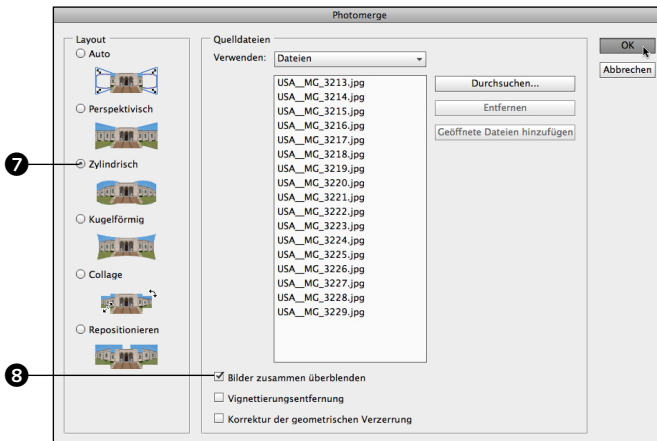 Photomerge
Layout
Auto
Perspektivisch
7
Zylindrisch
Kugelförmig
Collage
Repositionieren
8
Quelldateien
Verwenden: Dateien
USA__MG_3213.jpg
USA__MG_3214.jpg
USA__MG_3215.jpg
USA__MG_3216.jpg
USA__MG_3217.jpg
USA__MG_3218.jpg
USA__MG_3219.jpg
USA__MG_3220.jpg
USA__MG_3221.jpg
USA__MG_3222.jpg
USA__MG_3223.jpg
USA__MG_3224.jpg
USA__MG_3225.jpg
USA__MG_3226.jpg
USA__MG_3227.jpg
USA__MG_3228.jpg
USA__MG_3229.jpg
Durchsuchen...
Entfernen
Geöffnete Dateien hinzufügen
Bilder zusammen überblenden
Vignettierungsentfernung
Korrektur der geometrischen Verzerrung
OK
Abbrechen